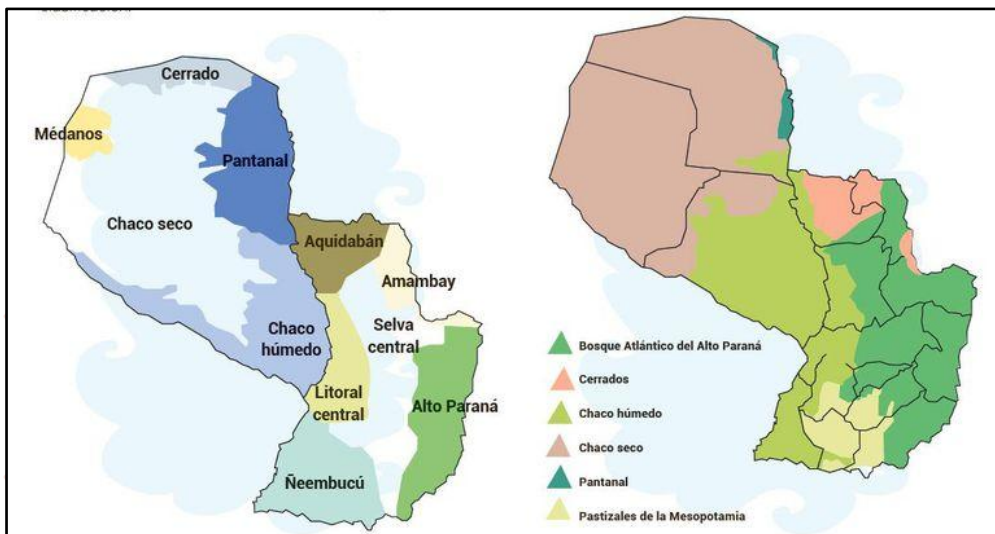 Cerrado
Médanos
Pantanal
Chaco seco
Aquidabán
Amambay
Chaco
húmedo
Selva
central
Litoral
central
Alto Paraná
Ñeembucú
Bosque Atlántico del Alto Paraná
Cerrados
Chaco húmedo
Chaco seco
Pantanal
Pastizales de la Mesopotamia